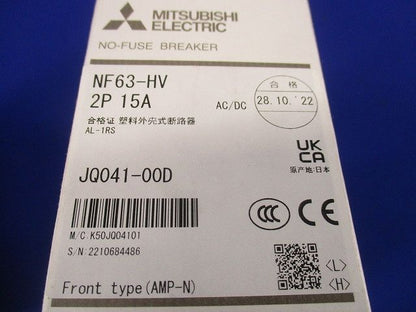 MITSUBISHI
ELECTRIC
NO-FUSE BREAKER
NF63-HV
2P 15A
AC/DC
合格
28.10.'22
合格证 塑料外壳式断路器
AL-1RS
UK
CA
原产地:日本
JQ041-00D
CCC CE
M/C.K50JQ04101
S/N:2210684486
Front type(AMP-N)
<L>
<H>